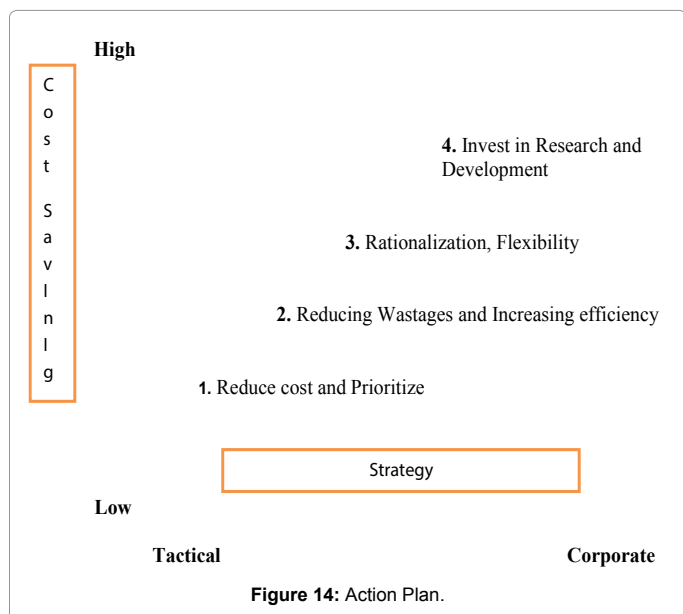 High
C
o
s
t
S
a
v
I
n
I
g
4. Invest in Research and
Development
3. Rationalization, Flexibility
2. Reducing Wastages and Increasing efficiency
1. Reduce cost and Prioritize
Strategy
Low
Tactical Corporate
Figure 14: Action Plan.